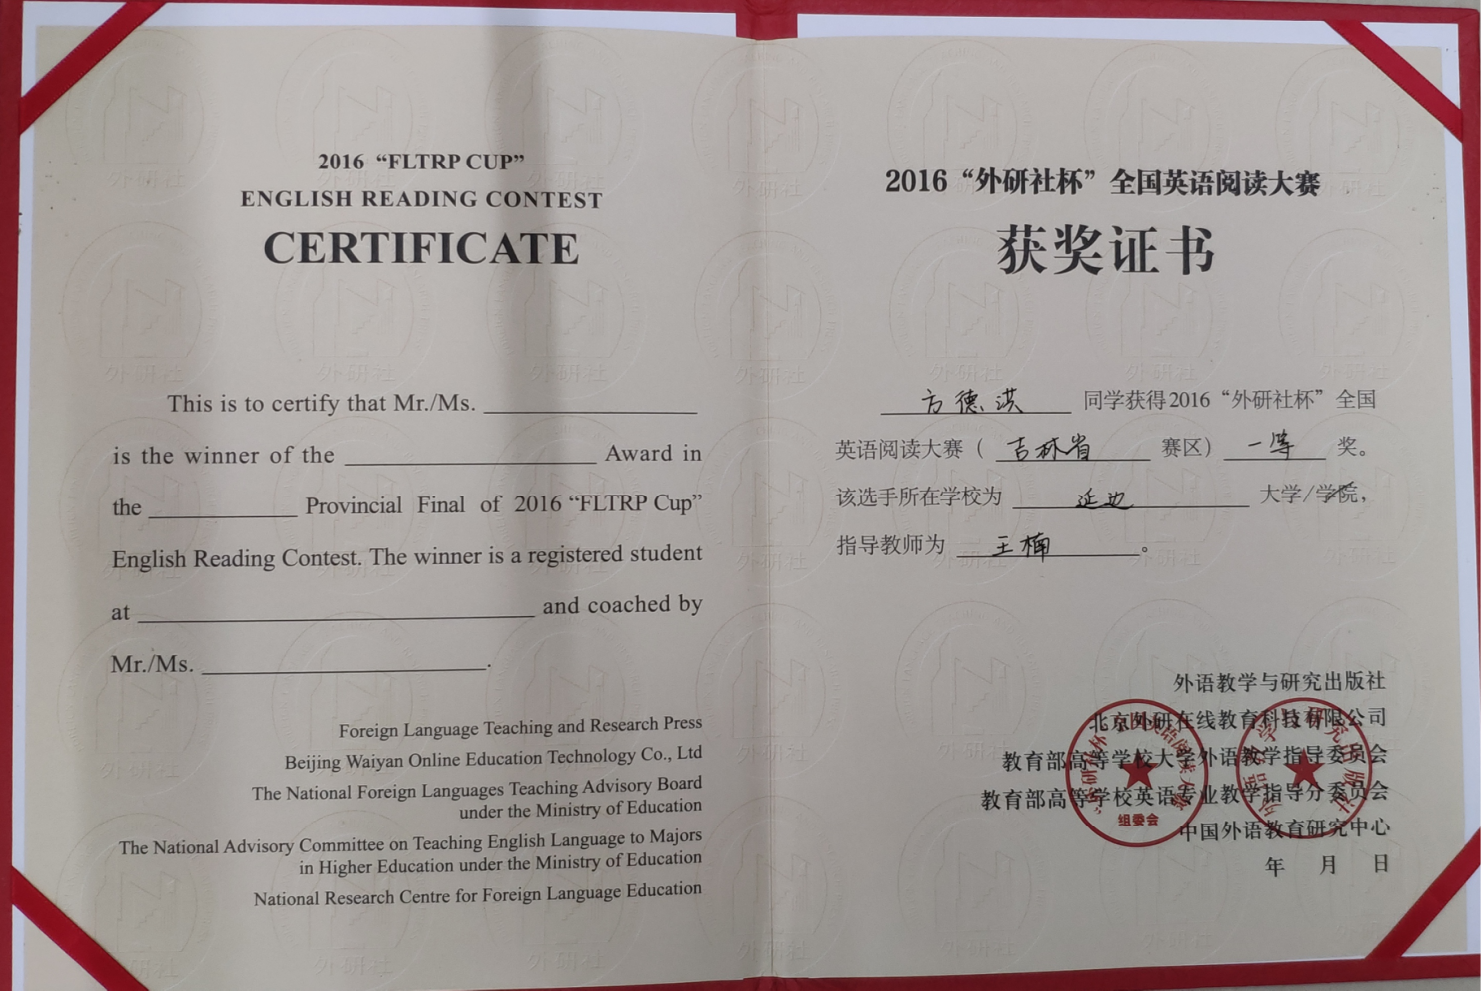 2016 “FLTRP CUP”
ENGLISH READING CONTEST
CERTIFICATE
This is to certify that Mr./Ms.
is the winner of the Award in
the Provincial Final of 2016 “FLTRP Cup”
English Reading Contest. The winner is a registered student
at and coached by
Mr./Ms. .
Foreign Language Teaching and Research Press
Beijing Waiyan Online Education Technology Co., Ltd
The National Foreign Languages Teaching Advisory Board
under the Ministry of Education
The National Advisory Committee on Teaching English Language to Majors
in Higher Education under the Ministry of Education
National Research Centre for Foreign Language Education
2016“外研社杯”全国英语阅读大赛
获奖证书
方德洪 同学获得2016“外研社杯”全国
英语阅读大赛（吉林省 赛区）一等 奖。
该选手所在学校为 延边 大学/学院，
指导教师为 王楠 。
外语教学与研究出版社
北京外研在线教育科技有限公司
教育部高等学校大学外语教学指导委员会
教育部高等学校英语专业教学指导分委员会
中国外语教育研究中心
年 月 日
组委会
外研社